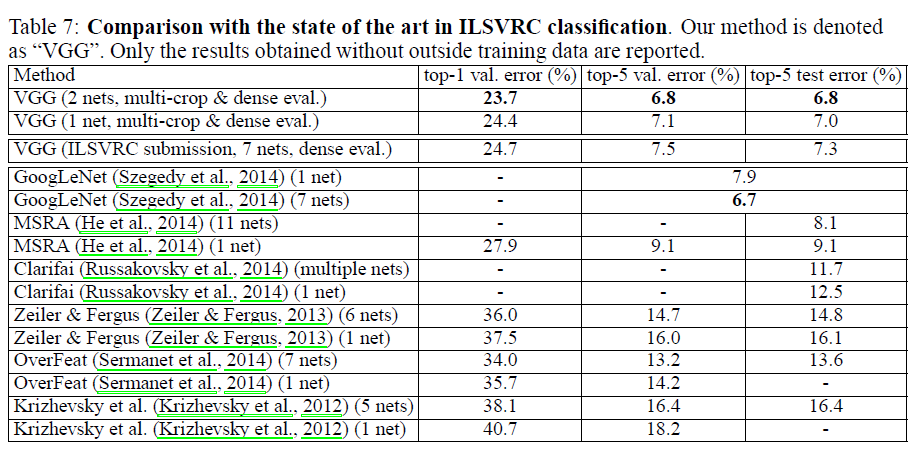 Table 7: Comparison with the state of the art in ILSVRC classification. Our method is denoted
as “VGG”. Only the results obtained without outside training data are reported.
Method top-1 val. error (%) top-5 val. error (%) top-5 test error (%)
VGG (2 nets, multi-crop & dense eval.) 23.7 6.8 6.8
VGG (1 net, multi-crop & dense eval.) 24.4 7.1 7.0
VGG (ILSVRC submission, 7 nets, dense eval.) 24.7 7.5 7.3
GoogLeNet (Szegedy et al., 2014) (1 net) - 7.9
GoogLeNet (Szegedy et al., 2014) (7 nets) - 6.7
MSRA (He et al., 2014) (11 nets) - - 8.1
MSRA (He et al., 2014) (1 net) 27.9 9.1 9.1
Clarifai (Russakovsky et al., 2014) (multiple nets) - - 11.7
Clarifai (Russakovsky et al., 2014) (1 net) - - 12.5
Zeiler & Fergus (Zeiler & Fergus, 2013) (6 nets) 36.0 14.7 14.8
Zeiler & Fergus (Zeiler & Fergus, 2013) (1 net) 37.5 16.0 16.1
OverFeat (Sermanet et al., 2014) (7 nets) 34.0 13.2 13.6
OverFeat (Sermanet et al., 2014) (1 net) 35.7 14.2 -
Krizhevsky et al. (Krizhevsky et al., 2012) (5 nets) 38.1 16.4 16.4
Krizhevsky et al. (Krizhevsky et al., 2012) (1 net) 40.7 18.2 -